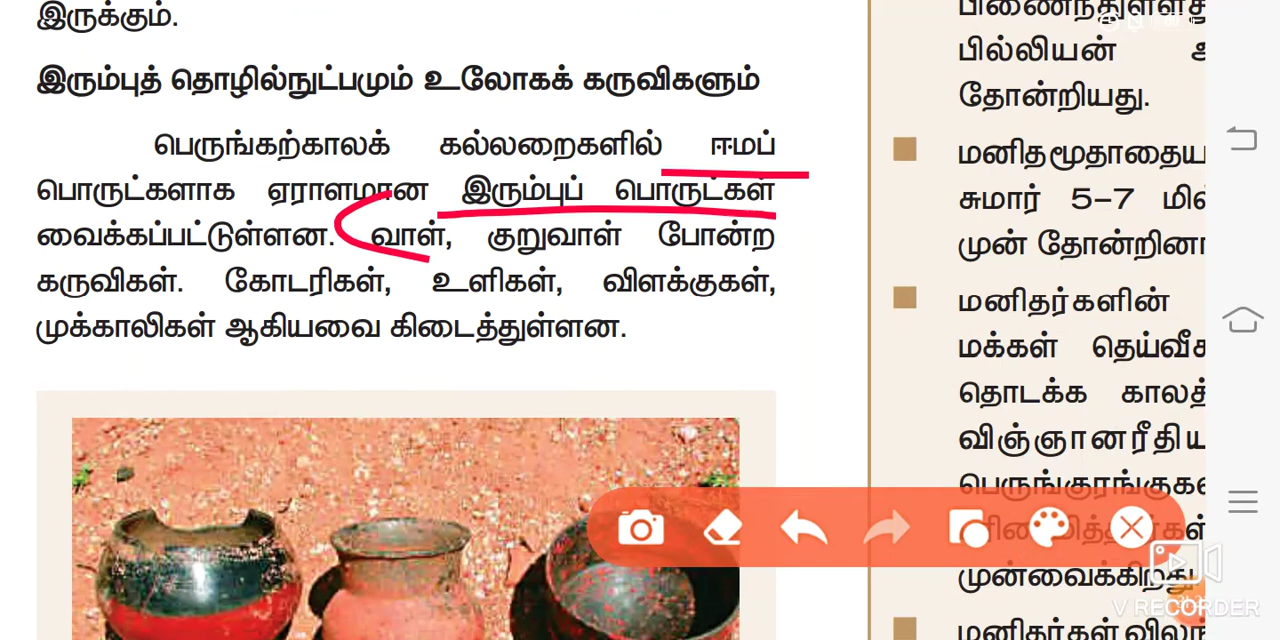 இருக்கும்.
இரும்புத் தொழில்நுட்பமும் உலோகக் கருவிகளும்
பெருங்கற்காலக் கல்லறைகளில் ஈமப்
பொருட்களாக ஏராளமான இரும்புப் பொருட்கள்
வைக்கப்பட்டுள்ளன. வாள், குறுவாள் போன்ற
கருவிகள். கோடரிகள், உளிகள், விளக்குகள்,
முக்காலிகள் ஆகியவை கிடைத்துள்ளன.
பில்லியன்
தோன்றியது.
மனிதமூதாதைய
சுமார் 5–7 மில்
முன் தோன்றினா
மனிதர்களின்
மக்கள் தெய்வீக
தொடக்க காலத்
விஞ்ஞானரீதிய
முன்வைக்கிறது
V RECORDER